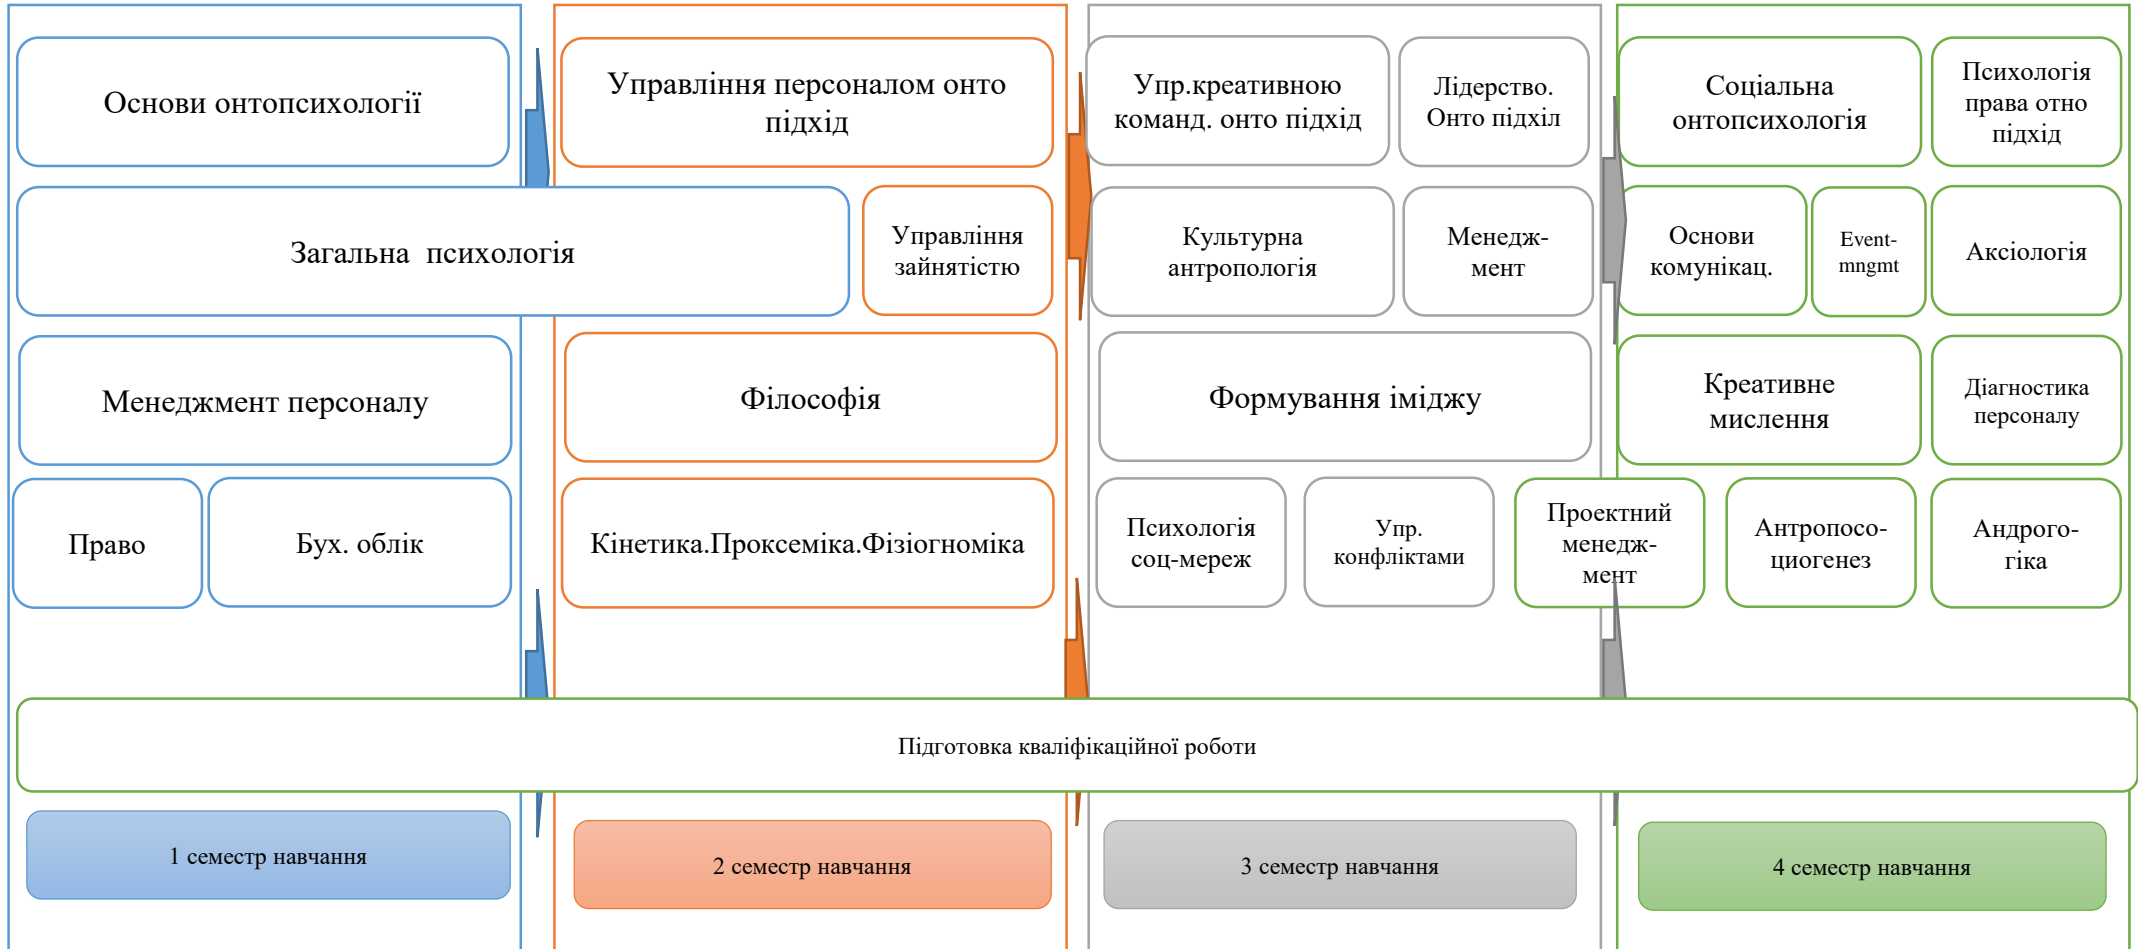 Основи онтопсихології
Управління персоналом онто
підхід
Упр.креативною
команд. онто підхід
Лідерство.
Онто підхіл
Соціальна
онтопсихологія
Психологія
права отно
підхід
Загальна психологія
Управління
зайнятістю
Культурна
антропологія
Менедж-
мент
Основи
комунікац.
Event-
mngmt
Аксіологія
Менеджмент персоналу
Філософія
Формування іміджу
Креативне
мислення
Діагностика
персоналу
Право
Бух. облік
Кінетика.Проксеміка.Фізіогноміка
Психологія
соц-мереж
Упр.
конфліктами
Проектний
менедж-
мент
Антропосо-
циогенез
Андрого-
гіка
Підготовка кваліфікаційної роботи
1 семестр навчання
2 семестр навчання
3 семестр навчання
4 семестр навчання